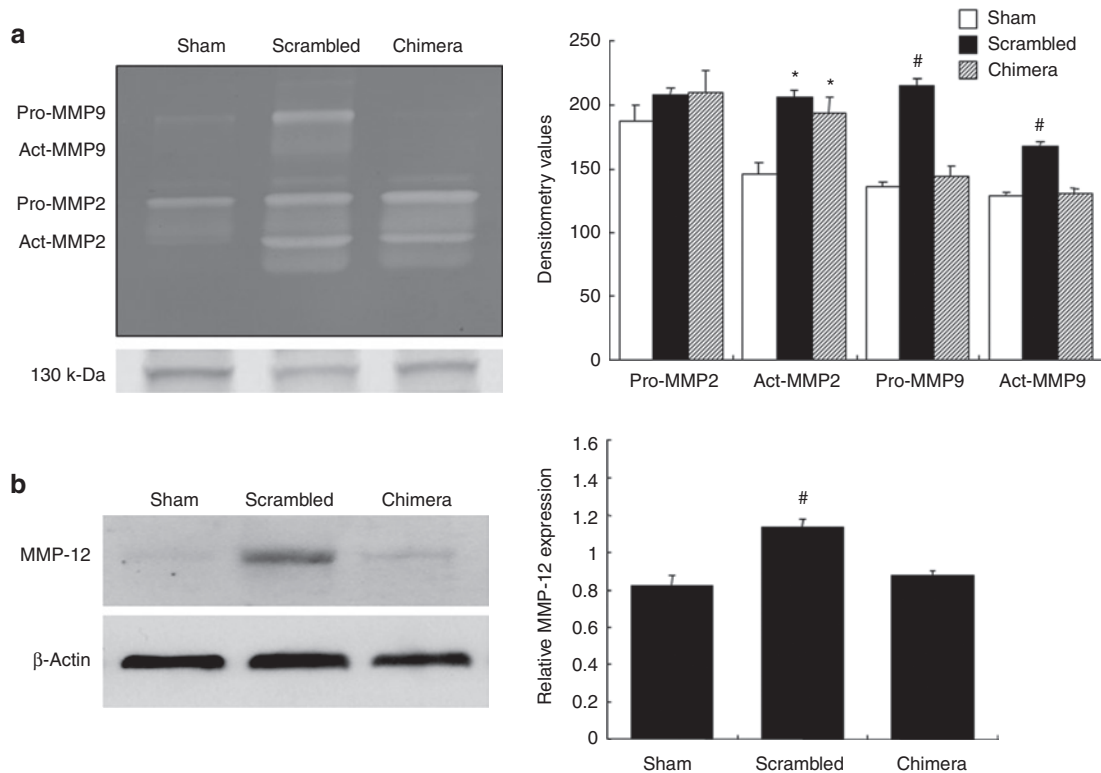 a
Sham Scrambled Chimera
Pro-MMP9
Act-MMP9
Pro-MMP2
Act-MMP2
130 k-Da
Sham
Scrambled
Chimera
Densitometry values
250
200
150
100
50
0
* * # #
Pro-MMP2 Act-MMP2 Pro-MMP9 Act-MMP9
b
Sham Scrambled Chimera
MMP-12
β-Actin
Relative MMP-12 expression
1.6
1.4
1.2
1
0.8
0.6
0.4
0.2
0
#
Sham Scrambled Chimera